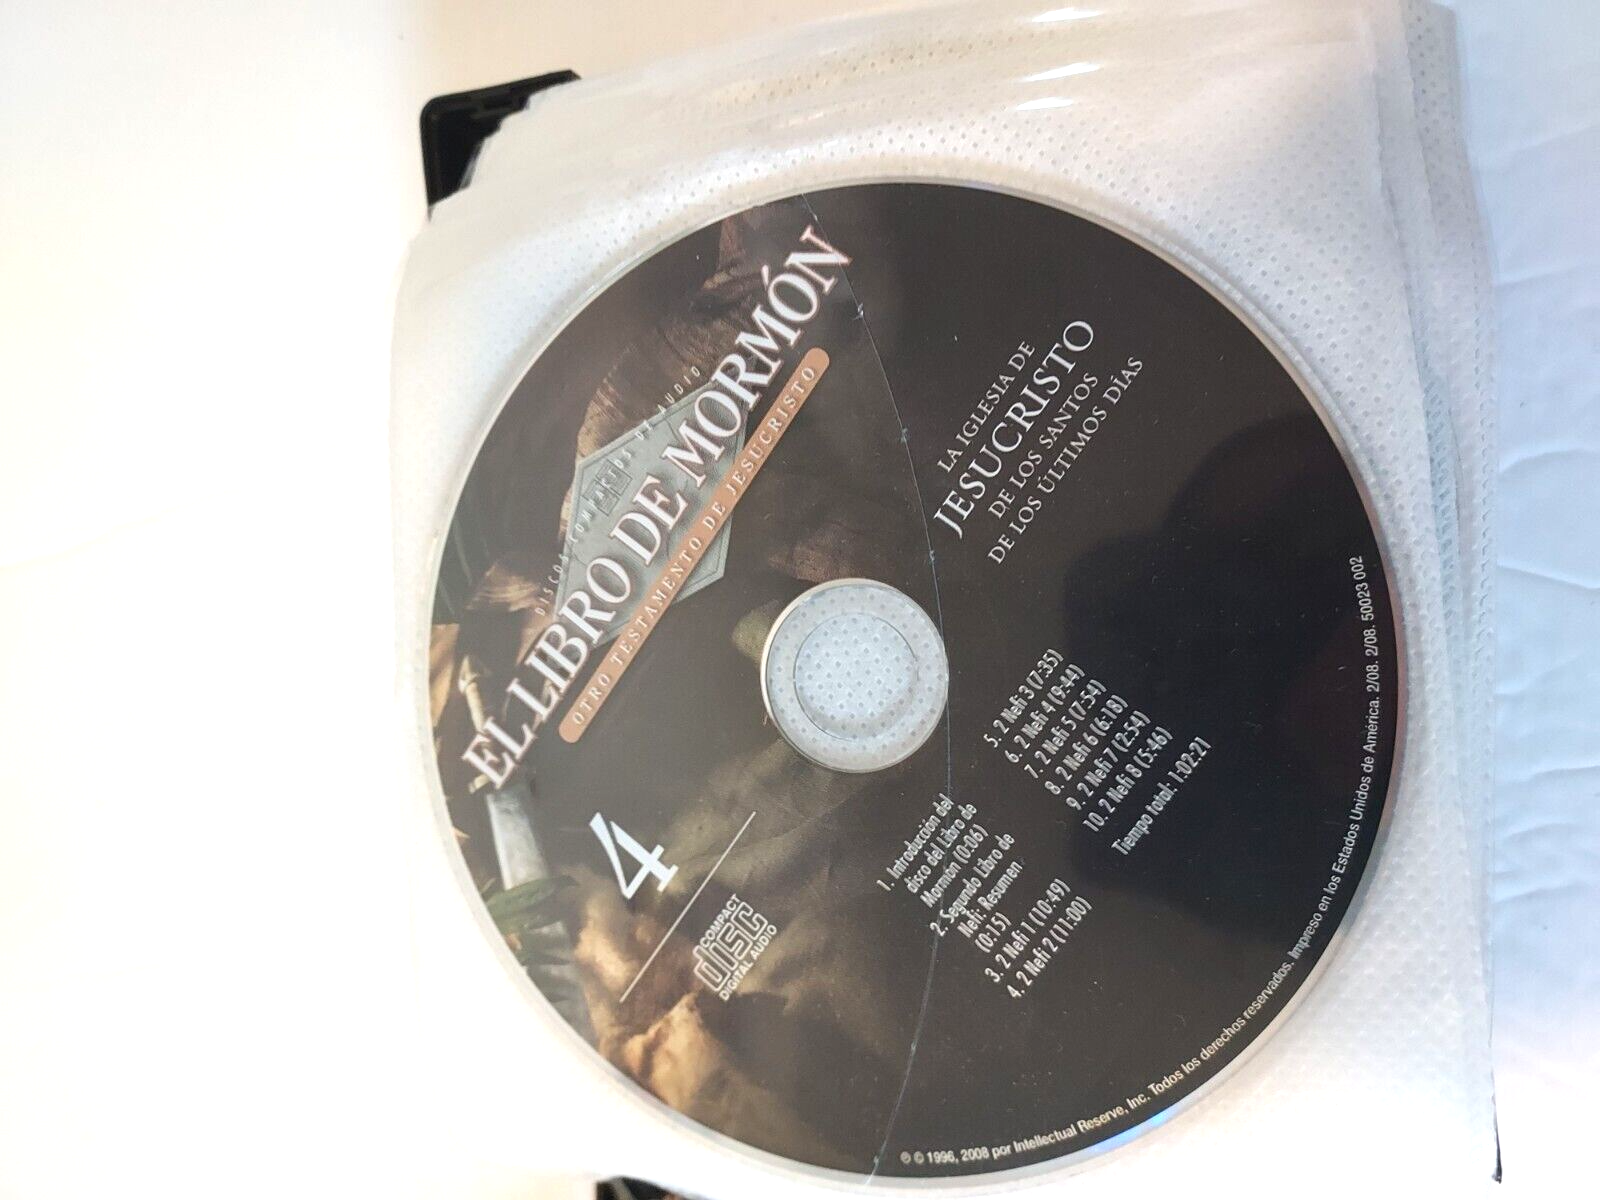 DISCOS COMPACTOS DE AUDIO
EL LIBRO DE MORMÓN
OTRO TESTAMENTO DE JESUCRISTO
4
COMPACT
disc
DIGITAL AUDIO
LA IGLESIA DE
JESUCRISTO
DE LOS SANTOS
DE LOS ÚLTIMOS DÍAS
1. Introducción del
disco del Libro de
Mormón (0:06)
2. Segundo Libro de
Nefi: Resumen
(0:15)
3. 2 Nefi 1 (10:49)
4. 2 Nefi 2 (11:00)
5. 2 Nefi 3 (7:35)
6. 2 Nefi 4 (9:44)
7. 2 Nefi 5 (7:54)
8. 2 Nefi 6 (6:18)
9. 2 Nefi 7 (2:54)
10. 2 Nefi 8 (5:46)
Tiempo total: 1:02:21
℗ © 1996, 2008 por Intellectual Reserve, Inc. Todos los derechos reservados. Impreso en los Estados Unidos de América. 2/08. 2/08. 50023 002